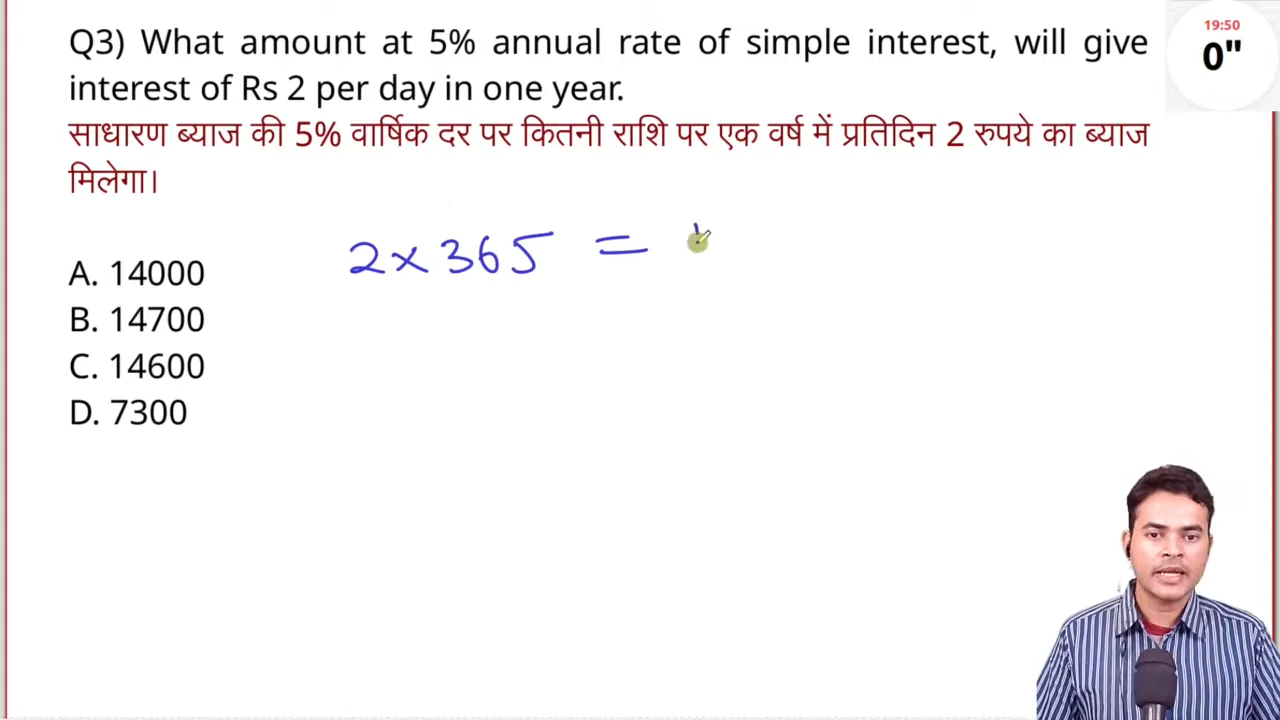 19:50
0"
Q3) What amount at 5% annual rate of simple interest, will give
interest of Rs 2 per day in one year.
साधारण ब्याज की 5% वार्षिक दर पर कितनी राशि पर एक वर्ष में प्रतिदिन 2 रुपये का ब्याज
मिलेगा।
2 × 365 =
A. 14000
B. 14700
C. 14600
D. 7300